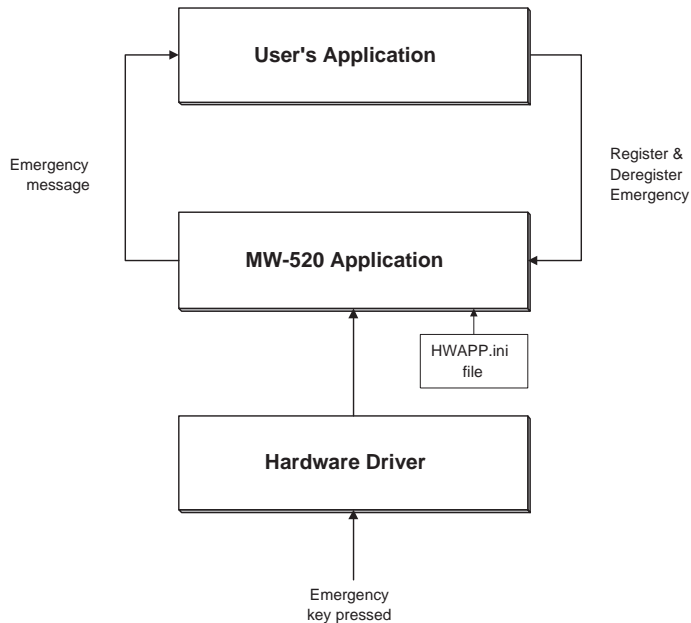 User's Application
Emergency
message
Register &
Deregister
Emergency
MW-520 Application
HWAPP.ini
file
Hardware Driver
Emergency
key pressed